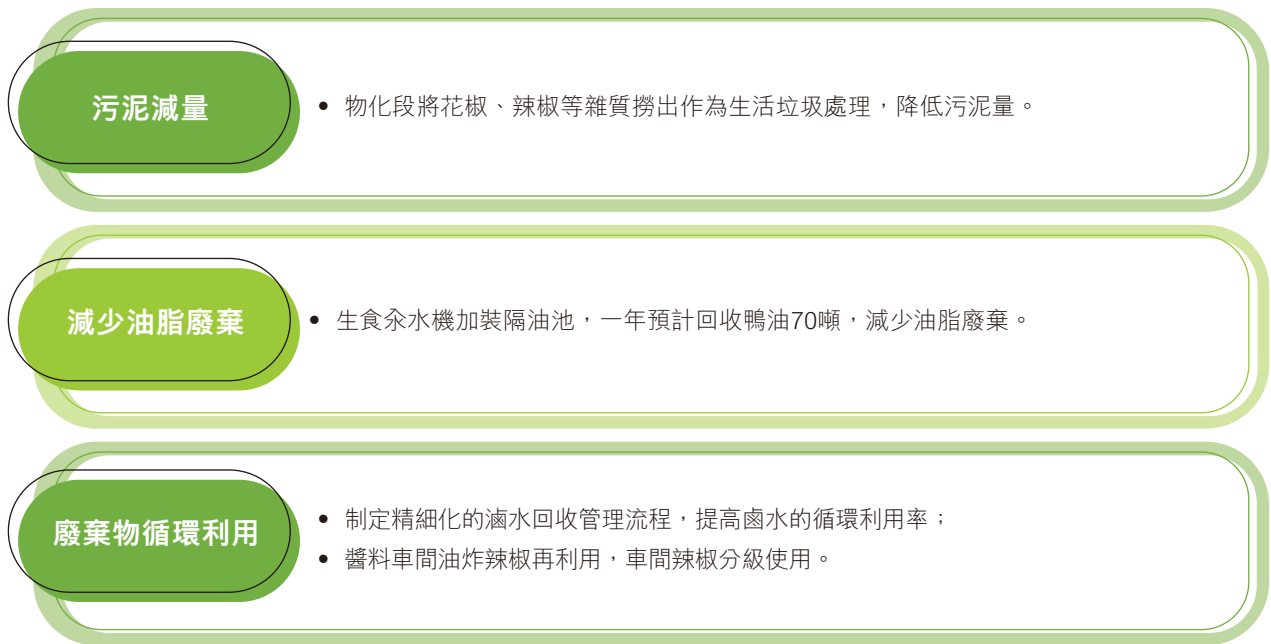 污泥減量
• 物化段將花椒、辣椒等雜質撈出作為生活垃圾處理，降低污泥量。
減少油脂廢棄
• 生食汆水機加裝隔油池，一年預計回收鴨油70噸，減少油脂廢棄。
廢棄物循環利用
• 制定精細化的滷水回收管理流程，提高鹵水的循環利用率；
• 醬料車間油炸辣椒再利用，車間辣椒分級使用。